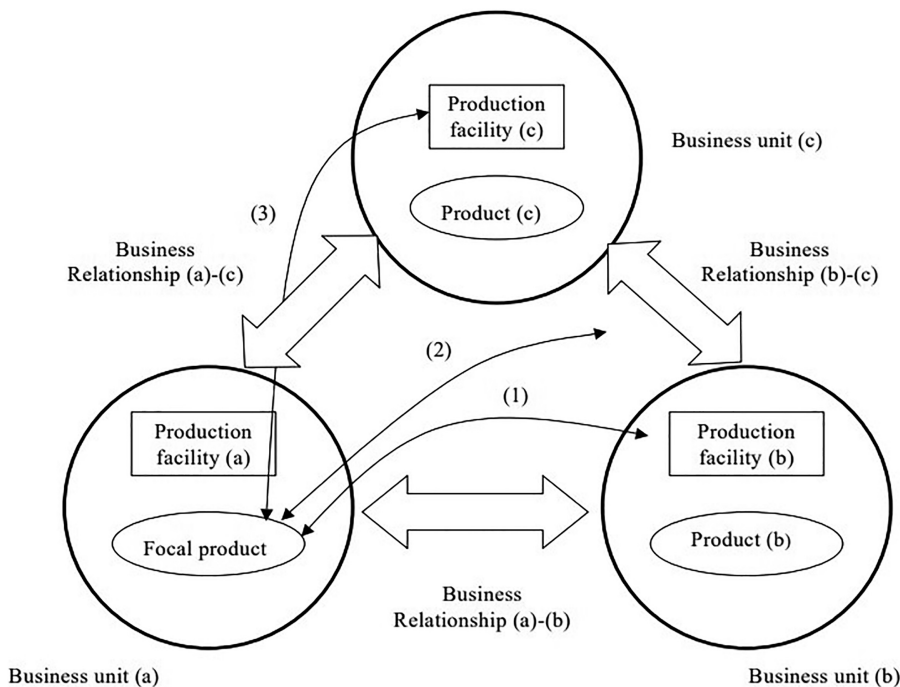 Production
facility (c)
Business unit (c)
Product (c)
(3)
Business
Relationship (a)-(c)
Business
Relationship (b)-(c)
(2)
(1)
Production
facility (a)
Production
facility (b)
Focal product
Product (b)
Business
Relationship (a)-(b)
Business unit (a)
Business unit (b)